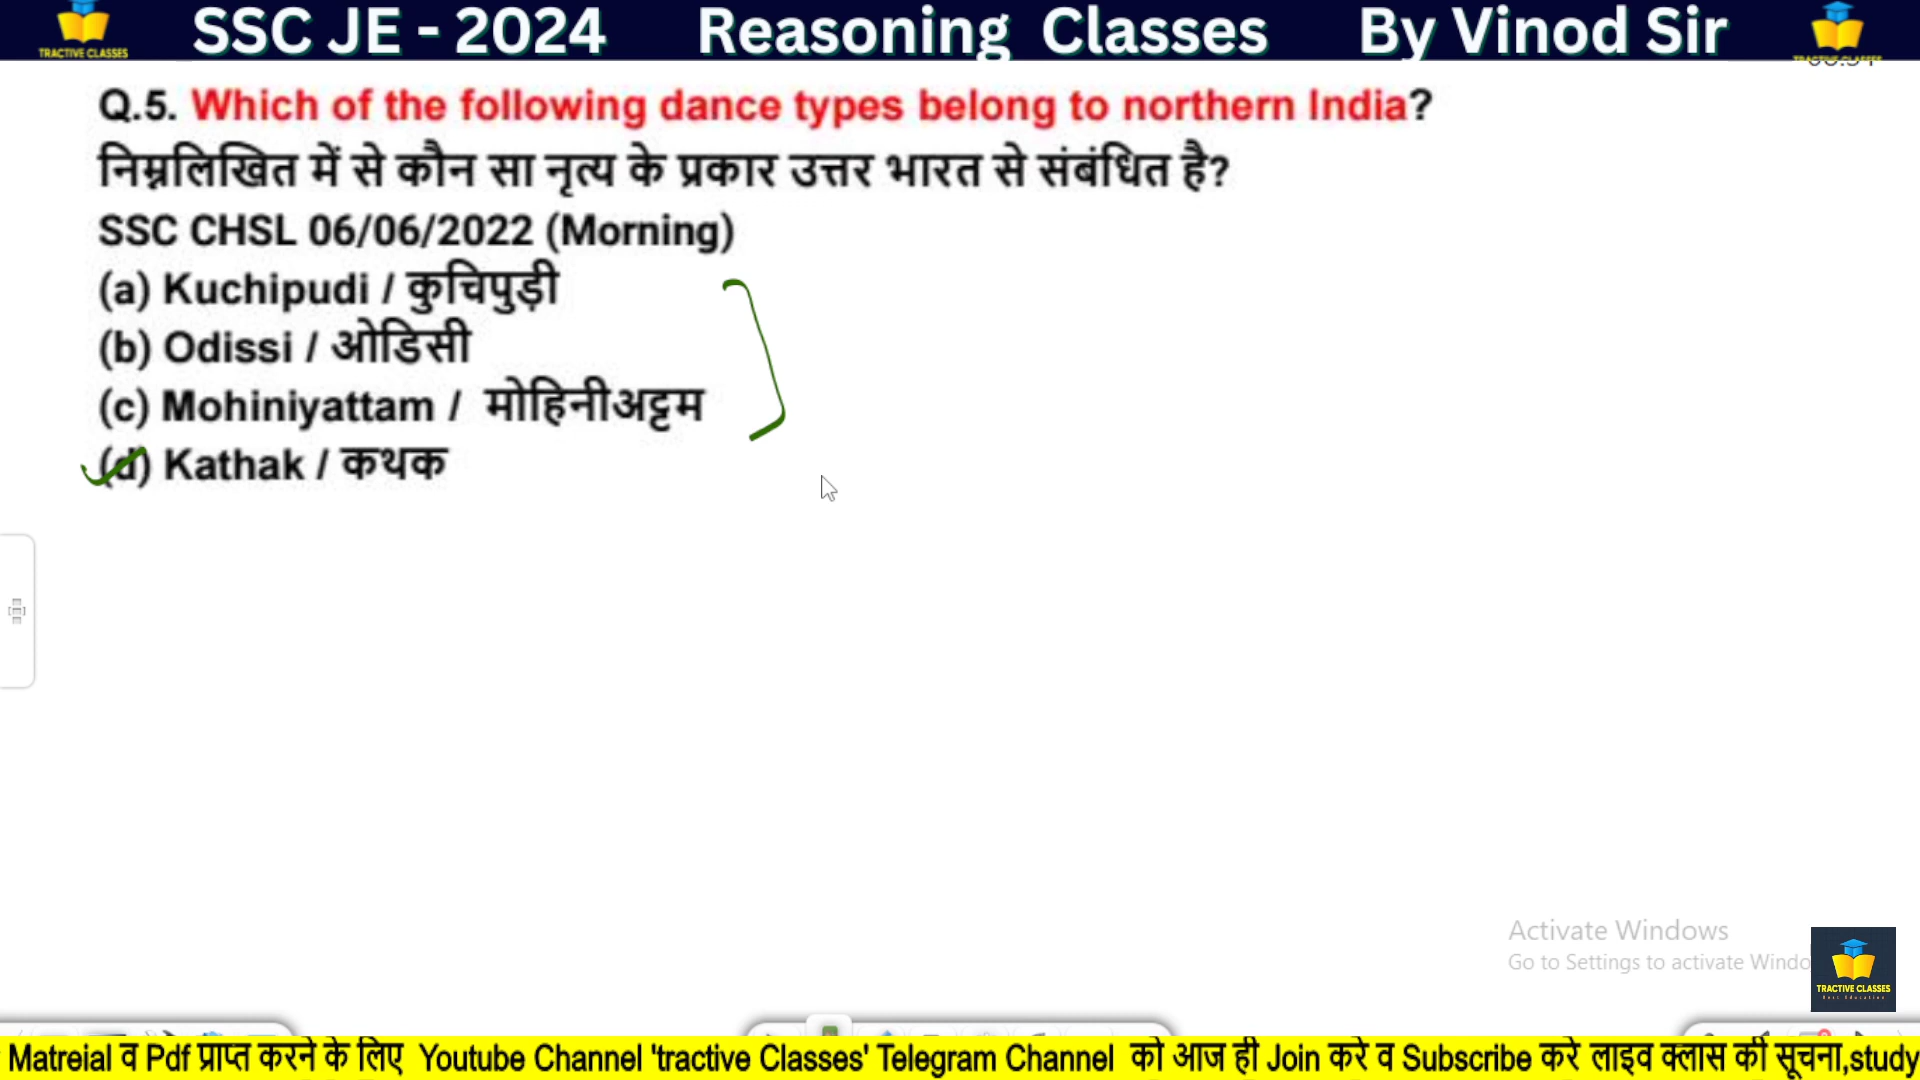 SSC JE - 2024 Reasoning Classes By Vinod Sir
TRACTIVE CLASSES
TRACTIVE CLASSES
Q.5. Which of the following dance types belong to northern India?
निम्नलिखित में से कौन सा नृत्य के प्रकार उत्तर भारत से संबंधित है?
SSC CHSL 06/06/2022 (Morning)
(a) Kuchipudi / कुचिपुड़ी
(b) Odissi / ओडिसी
(c) Mohiniyattam / मोहिनीअट्टम
(d) Kathak / कथक
Activate Windows
Go to Settings to activate Windo
TRACTIVE CLASSES
Matreial व Pdf प्राप्त करने के लिए Youtube Channel 'tractive Classes' Telegram Channel को आज ही Join करे व Subscribe करे लाइव क्लास की सूचना,study